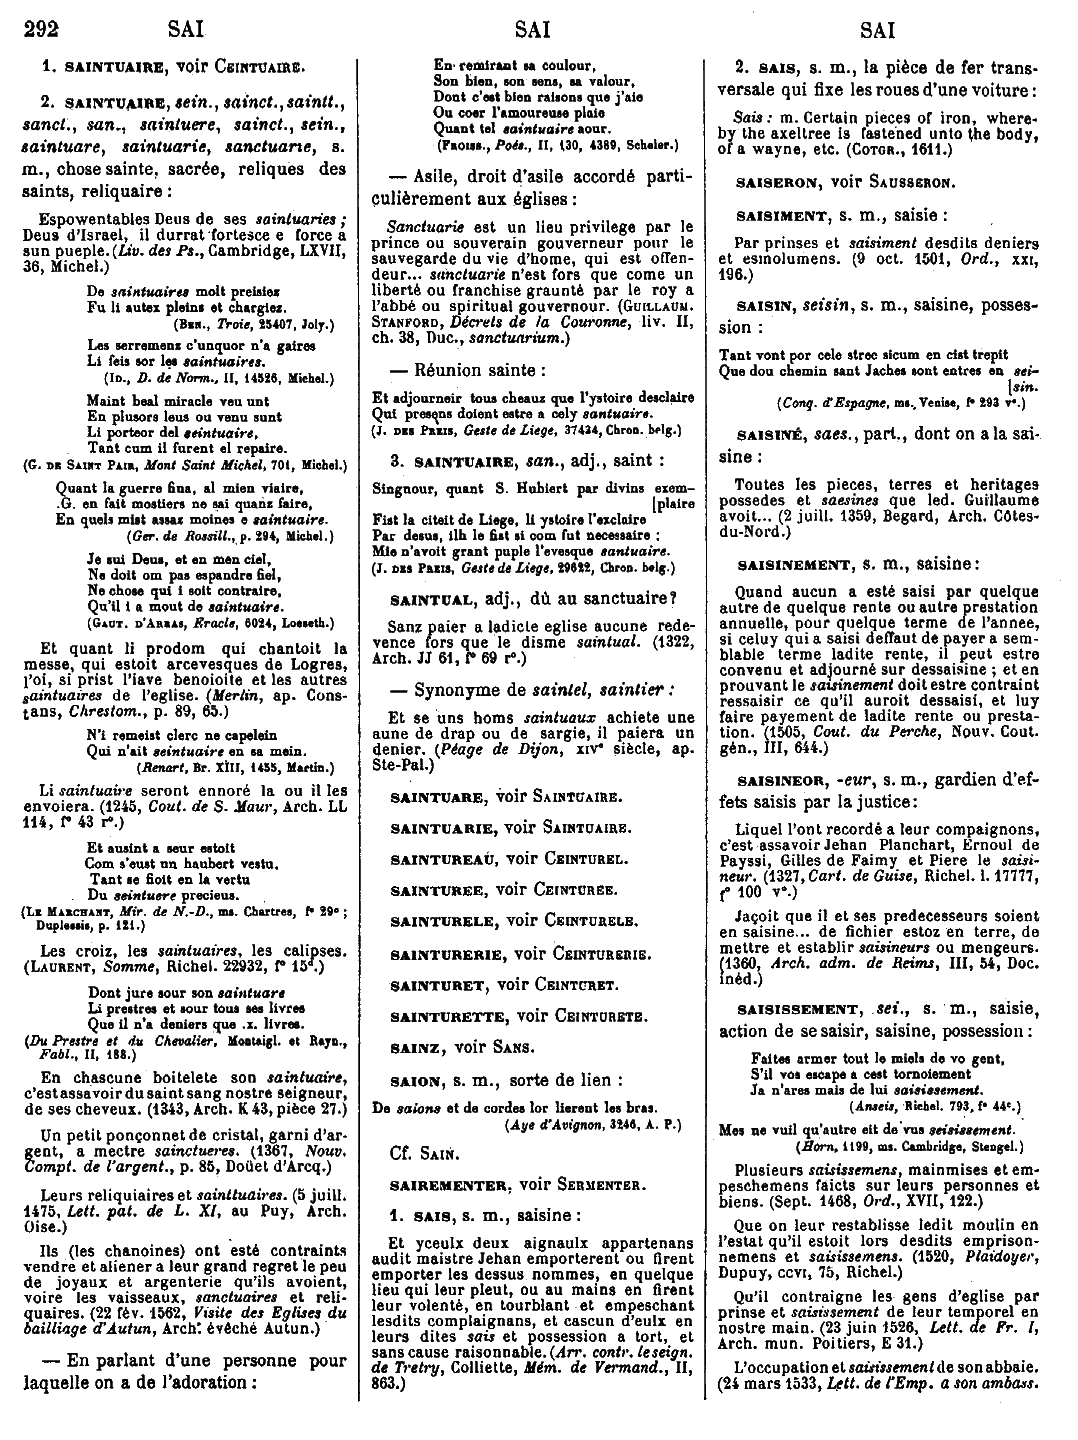 292 SAI SAI SAI
1. SAINTUAIRE, voir CEINTUAIRE.
2. SAINTUAIRE, sein., sainct., saintt.,
sanct., san., saintuere, sainct., sein.,
saintuare, saintuarie, sanctuarie, s.
m., chose sainte, sacrée, reliques des
saints, reliquaire :
Espowentables Deus de ses saintuaries ;
Deus d'Israel, il durrat fortesce e force a
sun pueple. (Liv. des Ps., Cambridge, LXVII,
36, Michel.)
De saintuaires molt preisiez
Fu li autex pleins et chargiez.
(BEN., Troie, 25407, Joly.)
Les serremenz c'unquor n'a gaires
Li feis sor les saintuaires.
(ID., D. de Norm., II, 14526, Michel.)
Maint beal miracle veu unt
En plusors leus ou venu sunt
Li porteor del seintuaire,
Tant cum il furent el repaire.
(G. DE SAINT PAIR, Mont Saint Michel, 701, Michel.)
Quant la guerre fina, al mien viaire,
.G. en fait mostiers ne sai quanz faire,
En quels mist assaz moines e saintuaire.
(Ger. de Rossill., p. 294, Michel.)
Je sui Deus, et en men ciel,
Ne doit om pas espandre fiel,
Ne chose qui i soit contraire,
Qu'il i a mout de saintuaire.
(GAUT. D'ARRAS, Eracle, 6024, Loeseth.)
Et quant li prodom qui chantoit la
messe, qui estoit arcevesques de Logres,
l'oi, si prist l'iave benoioite et les autres
saintuaires de l'eglise. (Merlin, ap. Cons-
tans, Chrestom., p. 89, 65.)
N'i remeist clerc ne capelein
Qui n'ait seintuaire en sa mein.
(Renart, Br. XIII, 1455, Martin.)
Li saintuaire seront ennoré la ou il les
envoiera. (1245, Cout. de S. Maur, Arch. LL
114, f° 43 r°.)
Et ausint a seur estoit
Com s'eust un haubert vestu,
Tant se fioit en la vertu
Du seintuere precieus.
(LE MARCHANT, Mir. de N.-D., ms. Chartres, f° 29c ;
Duplessis, p. 121.)
Les croiz, les saintuaires, les calipses.
(LAURENT, Somme, Richel. 22932, f° 15d.)
Dont jure sour son saintuare
Li prestres et sour tous ses livres
Que il n'a deniers que .x. livres.
(Du Prestre et du Chevalier, Montaigl. et Rayn.,
Fabl., II, 188.)
En chascune boitelete son saintuaire,
c'est assavoir du saint sang nostre seigneur,
de ses cheveux. (1343, Arch. K 43, pièce 27.)
Un petit ponçonnet de cristal, garni d'ar-
gent, a mectre sainctueres. (1367, Nouv.
Compt. de l'argent., p. 85, Douët d'Arcq.)
Leurs reliquiaires et sainttuaires. (5 juill.
1475, Lett. pat. de L. XI, au Puy, Arch.
Oise.)
Ils (les chanoines) ont esté contraints
vendre et aliener a leur grand regret le peu
de joyaux et argenterie qu'ils avoient,
voire les vaisseaux, sanctuaires et reli-
quaires. (22 fév. 1562, Visite des Eglises du
bailliage d'Autun, Arch. évêché Autun.)
— En parlant d'une personne pour
laquelle on a de l'adoration :
En remirant sa coulour,
Son bien, son sens, sa valour,
Dont c'est bien raisons que j'aie
Ou coer l'amoureuse plaie
Quant tel saintuaire aour.
(FROISS., Poés., II, 130, 4389, Scheler.)
— Asile, droit d'asile accordé parti-
culièrement aux églises :
Sanctuarie est un lieu privilege par le
prince ou souverain gouverneur pour le
sauvegarde du vie d'home, qui est offen-
deur... sanctuarie n'est fors que come un
liberté ou franchise graunté par le roy a
l'abbé ou spiritual gouvernour. (GUILLAUM.
STANFORD, Décrets de la Couronne, liv. II,
ch. 38, Duc., sanctuarium.)
— Réunion sainte :
Et adjourneir tous cheaux que l'ystoire desclaire
Qui presens doient estre a cely santuaire.
(J. DES PREIS, Geste de Liege, 37434, Chron. belg.)
3. SAINTUAIRE, san., adj., saint :
Singnour, quant S. Hubiert par divins exem-
[plaire
Fist la citeit de Liege, li ystoire l'exclaire
Par desus, ilh le fist si com fut necessaire :
Mie n'avoit grant puple l'evesque santuaire.
(J. DES PREIS, Geste de Liege, 29622, Chron. belg.)
SAINTUAL, adj., dû au sanctuaire?
Sanz paier a ladicte eglise aucune rede-
vence fors que le disme saintual. (1322,
Arch. JJ 61, f° 69 r°.)
— Synonyme de saintel, saintier :
Et se uns homs saintuaux achiete une
aune de drap ou de sargie, il paiera un
denier. (Péage de Dijon, XIVe siècle, ap.
Ste-Pal.)
SAINTUARE, voir SAINTUAIRE.
SAINTUARIE, voir SAINTUAIRE.
SAINTUREAU, voir CEINTUREL.
SAINTUREE, voir CEINTUREE.
SAINTURELE, voir CEINTURELE.
SAINTURERIE, voir CEINTURERIE.
SAINTURET, voir CEINTURET.
SAINTURETTE, voir CEINTURETE.
SAINZ, voir SANS.
SAION, s. m., sorte de lien :
De saions et de cordes lor lierent les bras.
(Aye d'Avignon, 3246, A. P.)
Cf. SAIN.
SAIREMENTER, voir SERMENTER.
1. SAIS, s. m., saisine :
Et yceulx deux aignaulx appartenans
audit maistre Jehan emporterent ou firent
emporter les dessus nommes, en quelque
lieu qui leur pleut, ou au mains en firent
leur volenté, en tourblant et empeschant
lesdits complaignans, et cascun d'eulx en
leurs dites sais et possession a tort, et
sans cause raisonnable. (Arr. contr. le seign.
de Tretry, Colliette, Mém. de Vermand., II,
863.)
2. SAIS, s. m., la pièce de fer trans-
versale qui fixe les roues d'une voiture :
Sais : m. Certain pieces of iron, where-
by the axeltree is fastened unto the body,
of a wayne, etc. (COTGR., 1611.)
SAISERON, voir SAUSSERON.
SAISIMENT, s. m., saisie :
Par prinses et saisiment desdits deniers
et esmolumens. (9 oct. 1501, Ord., XXI,
196.)
SAISIN, seisin, s. m., saisine, posses-
sion :
Tant vont por cele stree sicum en cist trepit
Que dou chemin sant Jaches sont entres en sei-
[sin.
(Conq. d'Espagne, ms. Venise, f° 293 v°.)
SAISINÉ, saes., part., dont on a la sai-
sine :
Toutes les pieces, terres et heritages
possedes et saesines que led. Guillaume
avoit... (2 juill. 1359, Begard, Arch. Côtes-
du-Nord.)
SAISINEMENT, s. m., saisine :
Quand aucun a esté saisi par quelque
autre de quelque rente ou autre prestation
annuelle, pour quelque terme de l'annee,
si celuy qui a saisi deffaut de payer a sem-
blable terme ladite rente, il peut estre
convenu et adjourné sur dessaisine ; et en
prouvant le saisinement doit estre contraint
ressaisir ce qu'il auroit dessaisi, et luy
faire payement de ladite rente ou presta-
tion. (1505, Cout. du Perche, Nouv. Cout.
gén., III, 644.)
SAISINEOR, -eur, s. m., gardien d'ef-
fets saisis par la justice :
Liquel l'ont recordé a leur compaignons,
c'est assavoir Jehan Planchart, Ernoul de
Payssi, Gilles de Faimy et Piere le saisi-
neur. (1327, Cart. de Guise, Richel. l. 17777,
f° 100 v°.)
Jaçoit que il et ses predecesseurs soient
en saisine... de fichier estoz en terre, de
mettre et establir saisineurs ou mengeurs.
(1360, Arch. adm. de Reims, III, 54, Doc.
inéd.)
SAISISSEMENT, sei., s. m., saisie,
action de se saisir, saisine, possession :
Faites armer tout le miels de vo gent,
S'il vos escape a cest tornoiement
Ja n'ares mais de lui saisissement.
(Anseis, Richel. 793, f° 44c.)
Mes ne vuil qu'autre eit de vus seisissement.
(Horn, 1199, ms. Cambridge, Stengel.)
Plusieurs saisissemens, mainmises et em-
peschemens faicts sur leurs personnes et
biens. (Sept. 1468, Ord., XVII, 122.)
Que on leur restablisse ledit moulin en
l'estat qu'il estoit lors desdits emprison-
nemens et saisissemens. (1520, Plaidoyer,
Dupuy, CCVI, 75, Richel.)
Qu'il contraigne les gens d'eglise par
prinse et saisissement de leur temporel en
nostre main. (23 juin 1526, Lett. de Fr. I,
Arch. mun. Poitiers, E 31.)
L'occupation et saisissement de son abbaie.
(24 mars 1533, Lett. de l'Emp. a son ambass.